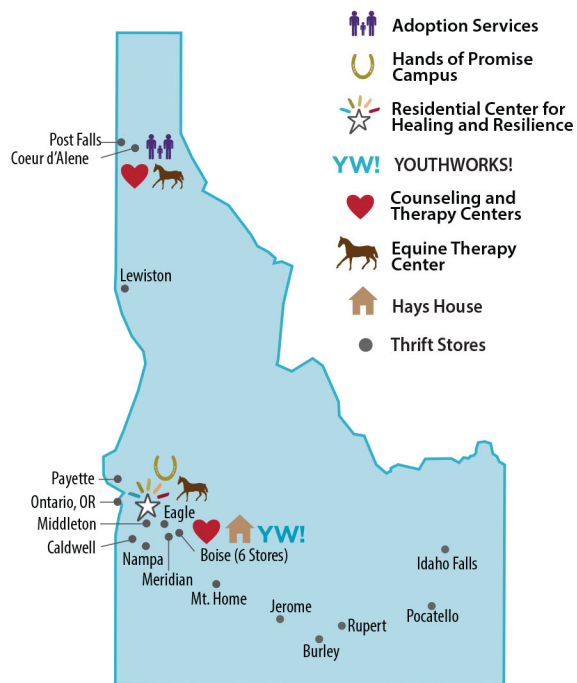 Adoption Services
Hands of Promise
Campus
Residential Center for
Healing and Resilience
YW! YOUTHWORKS!
Counseling and
Therapy Centers
Equine Therapy
Center
Hays House
Thrift Stores
Post Falls
Coeur d'Alene
Lewiston
Payette
Ontario, OR
Middleton
Eagle
Caldwell
Nampa
Meridian
Boise (6 Stores)
YW!
Mt. Home
Jerome
Burley
Rupert
Pocatello
Idaho Falls